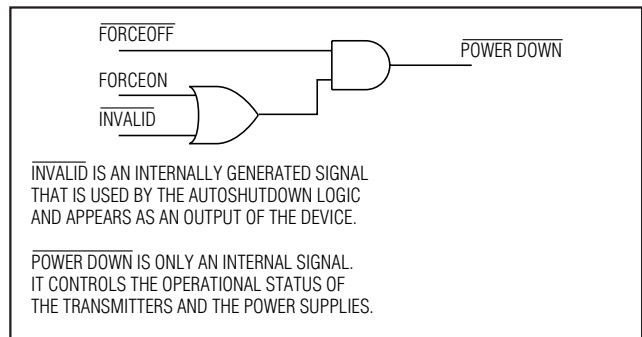 FORCEOFF
POWER DOWN
FORCEON
INVALID
INVALID IS AN INTERNALLY GENERATED SIGNAL
THAT IS USED BY THE AUTOSHUTDOWN LOGIC
AND APPEARS AS AN OUTPUT OF THE DEVICE.
POWER DOWN IS ONLY AN INTERNAL SIGNAL.
IT CONTROLS THE OPERATIONAL STATUS OF
THE TRANSMITTERS AND THE POWER SUPPLIES.